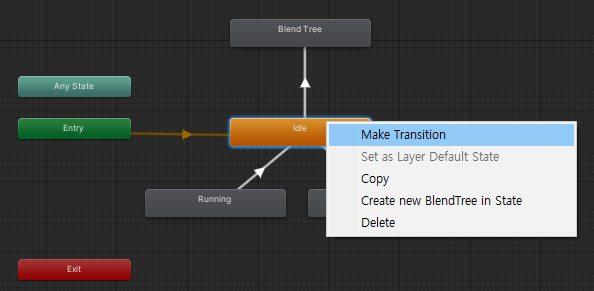 Blend Tree
Any State
Entry
Idle
Make Transition
Set as Layer Default State
Copy
Create new BlendTree in State
Delete
Running
Exit